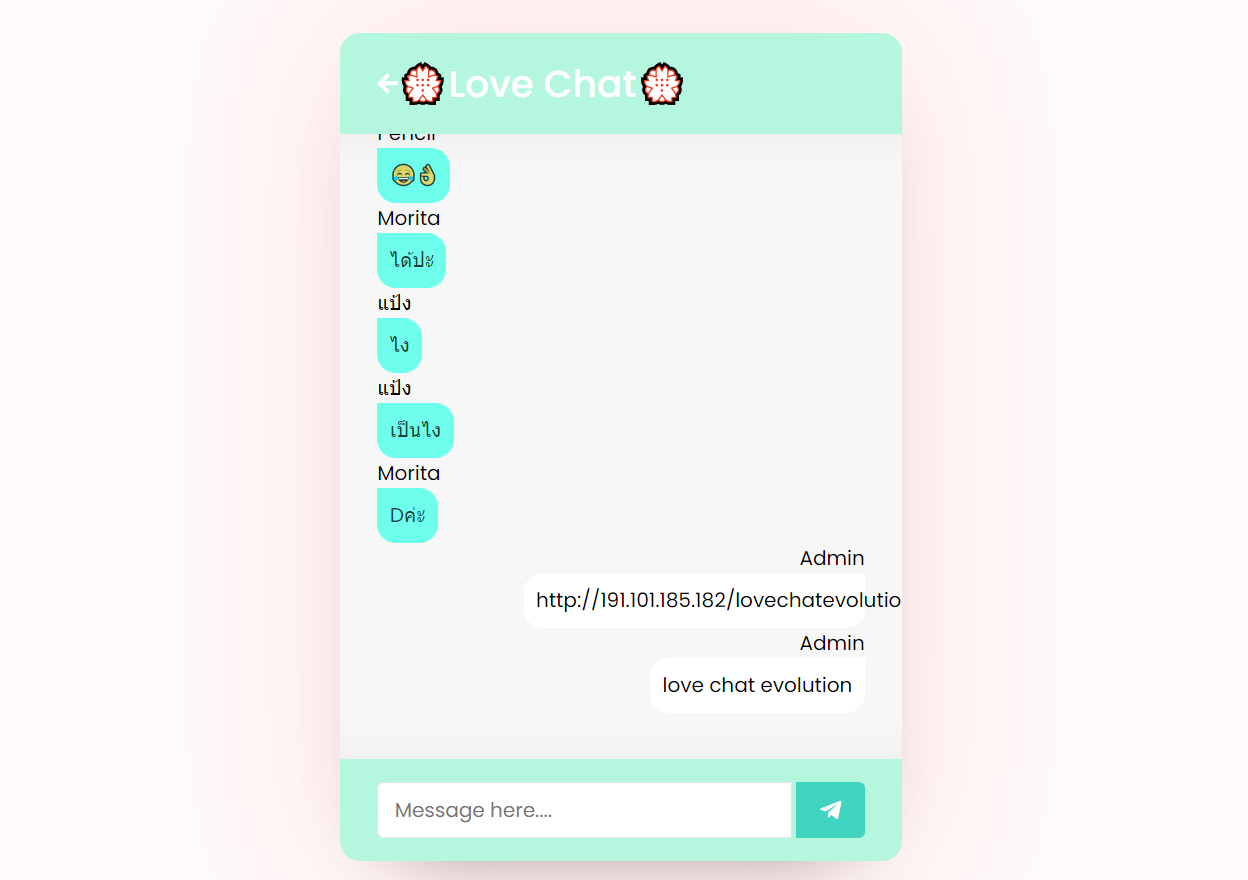 Love Chat
Pencil
😂👌
Morita
ได้ปะ
แป้ง
ไง
แป้ง
เป็นไง
Morita
Dค่ะ
Admin
http://191.101.185.182/lovechatevolutio
Admin
love chat evolution
Message here....